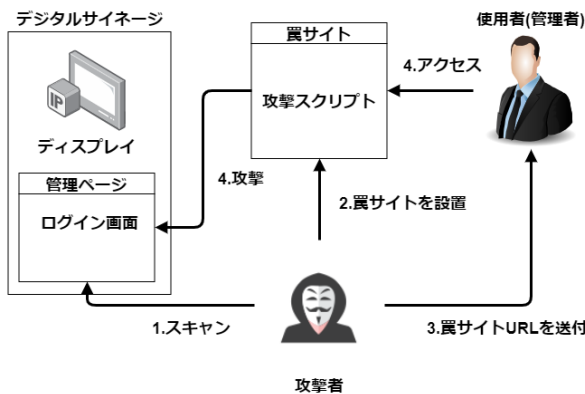 デジタルサイネージ
IP
ディスプレイ
管理ページ
ログイン画面
罠サイト
攻撃スクリプト
使用者(管理者)
4.アクセス
4.攻撃
2.罠サイトを設置
1.スキャン
3.罠サイトURLを送付
攻撃者